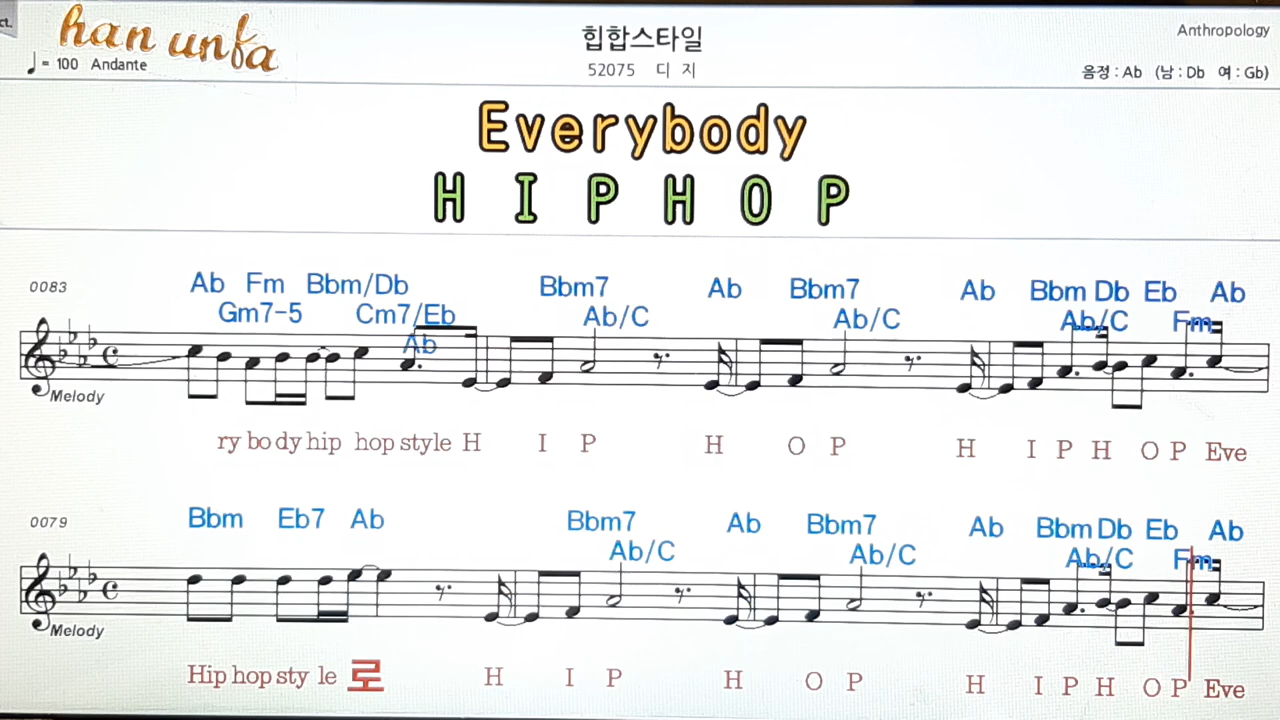 ct.
han unfa
힙합스타일
Anthropology
♩= 100 Andante
52075 디 지
음정 : Ab (남 : Db 여 : Gb)
Everybody
H I P H O P
0083
Ab Fm Bbm/Db Bbm7 Ab Bbm7 Ab Bbm Db Eb Ab
Gm7-5 Cm7/Eb Ab/C Ab/C Ab/C Fm
Ab
Melody
ry bo dy hip hop style H I P H O P H I P H O P Eve
0079
Bbm Eb7 Ab Bbm7 Ab Bbm7 Ab Bbm Db Eb Ab
Ab/C Ab/C Ab/C Fm
Melody
Hip hop sty le 로 H I P H O P H I P H O P Eve